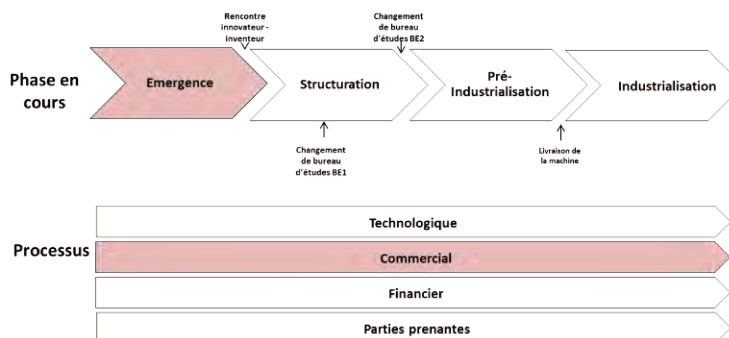 Rencontre
innovateur -
inventeur
Changement
de bureau
d'études BE2
Phase en
cours
Emergence
Structuration
Pré-
Industrialisation
Industrialisation
Changement
de bureau
d'études BE1
Livraison de
la machine
Processus
Technologique
Commercial
Financier
Parties prenantes